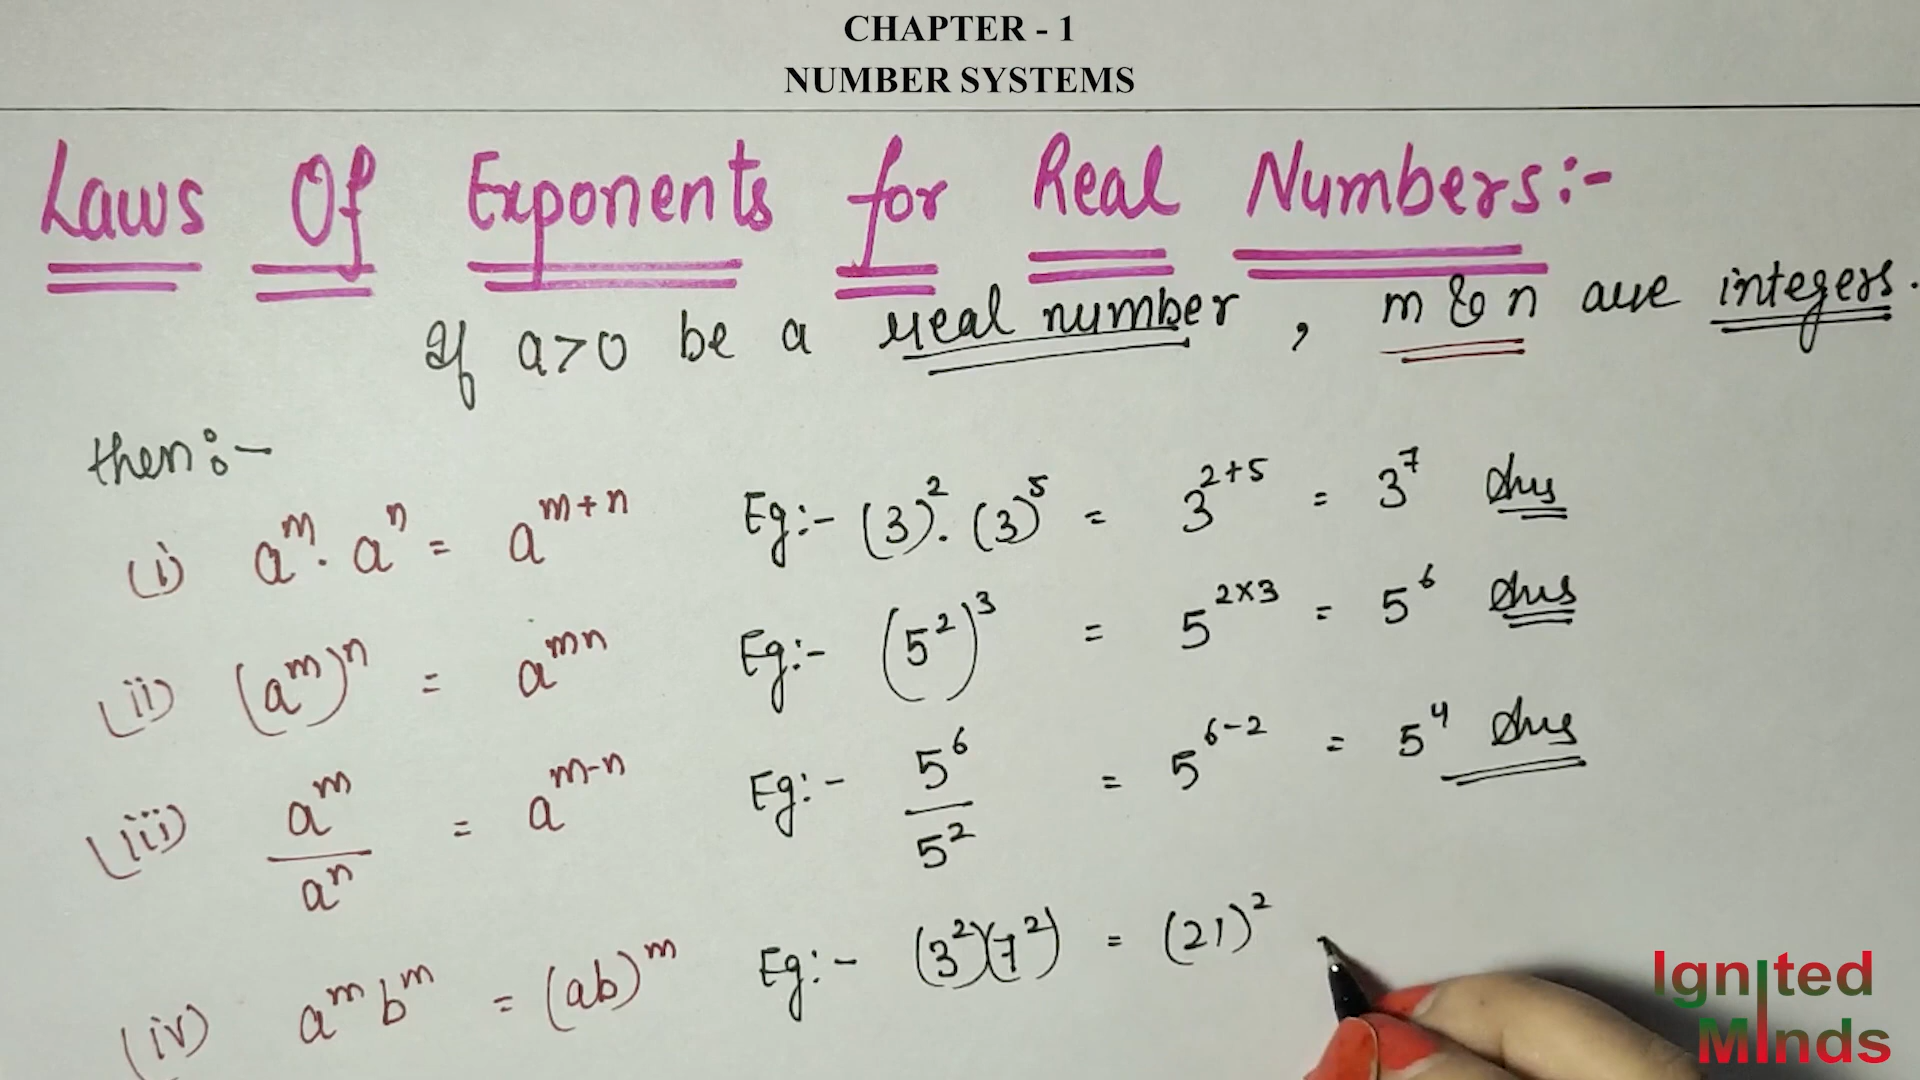 CHAPTER - 1
NUMBER SYSTEMS
Laws Of Exponents for Real Numbers:-
If a>0 be a real number, m & n are integers.
then:-
(i) a^m · a^n = a^(m+n) Eg:- (3)^2 · (3)^5 = 3^(2+5) = 3^7 Ans
(ii) (a^m)^n = a^(mn) Eg:- (5^2)^3 = 5^(2×3) = 5^6 Ans
(iii) a^m / a^n = a^(m-n) Eg:- 5^6 / 5^2 = 5^(6-2) = 5^4 Ans
(iv) a^m b^m = (ab)^m Eg:- (3^2)(7^2) = (21)^2
Ignited
Minds